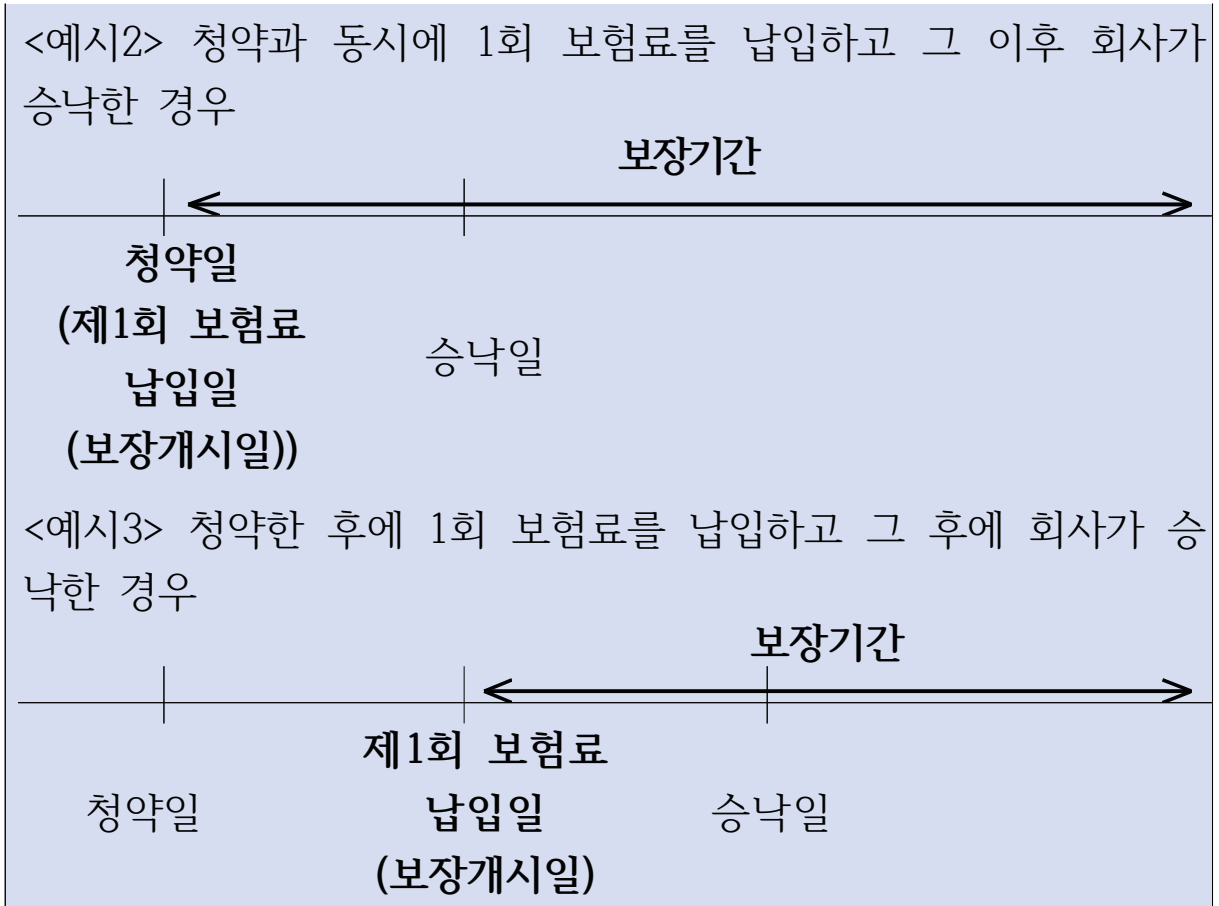 <예시2> 청약과 동시에 1회 보험료를 납입하고 그 이후 회사가
승낙한 경우
보장기간
청약일
(제1회 보험료
납입일
(보장개시일))
승낙일
<예시3> 청약한 후에 1회 보험료를 납입하고 그 후에 회사가 승
낙한 경우
보장기간
청약일
제1회 보험료
납입일
(보장개시일)
승낙일